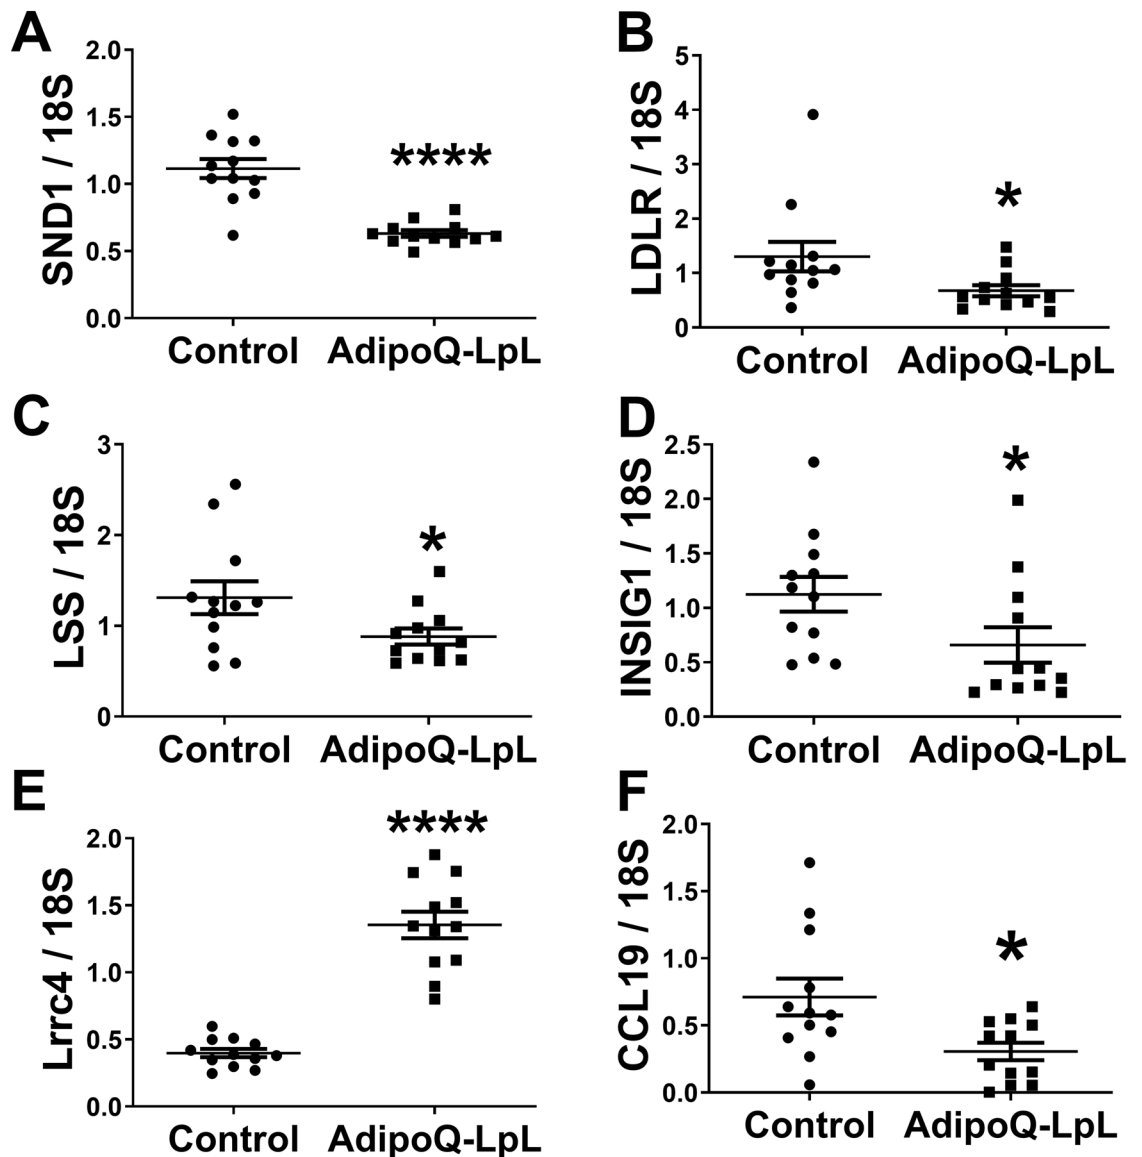 A
SND1 / 18S
2.0
1.5
1.0
0.5
0.0
****
Control AdipoQ-LpL
B
LDLR / 18S
5
4
3
2
1
0
*
Control AdipoQ-LpL
C
LSS / 18S
3
2
1
0
*
Control AdipoQ-LpL
D
INSIG1 / 18S
2.5
2.0
1.5
1.0
0.5
0.0
*
Control AdipoQ-LpL
E
Lrrc4 / 18S
2.0
1.5
1.0
0.5
0.0
****
Control AdipoQ-LpL
F
CCL19 / 18S
2.0
1.5
1.0
0.5
0.0
*
Control AdipoQ-LpL